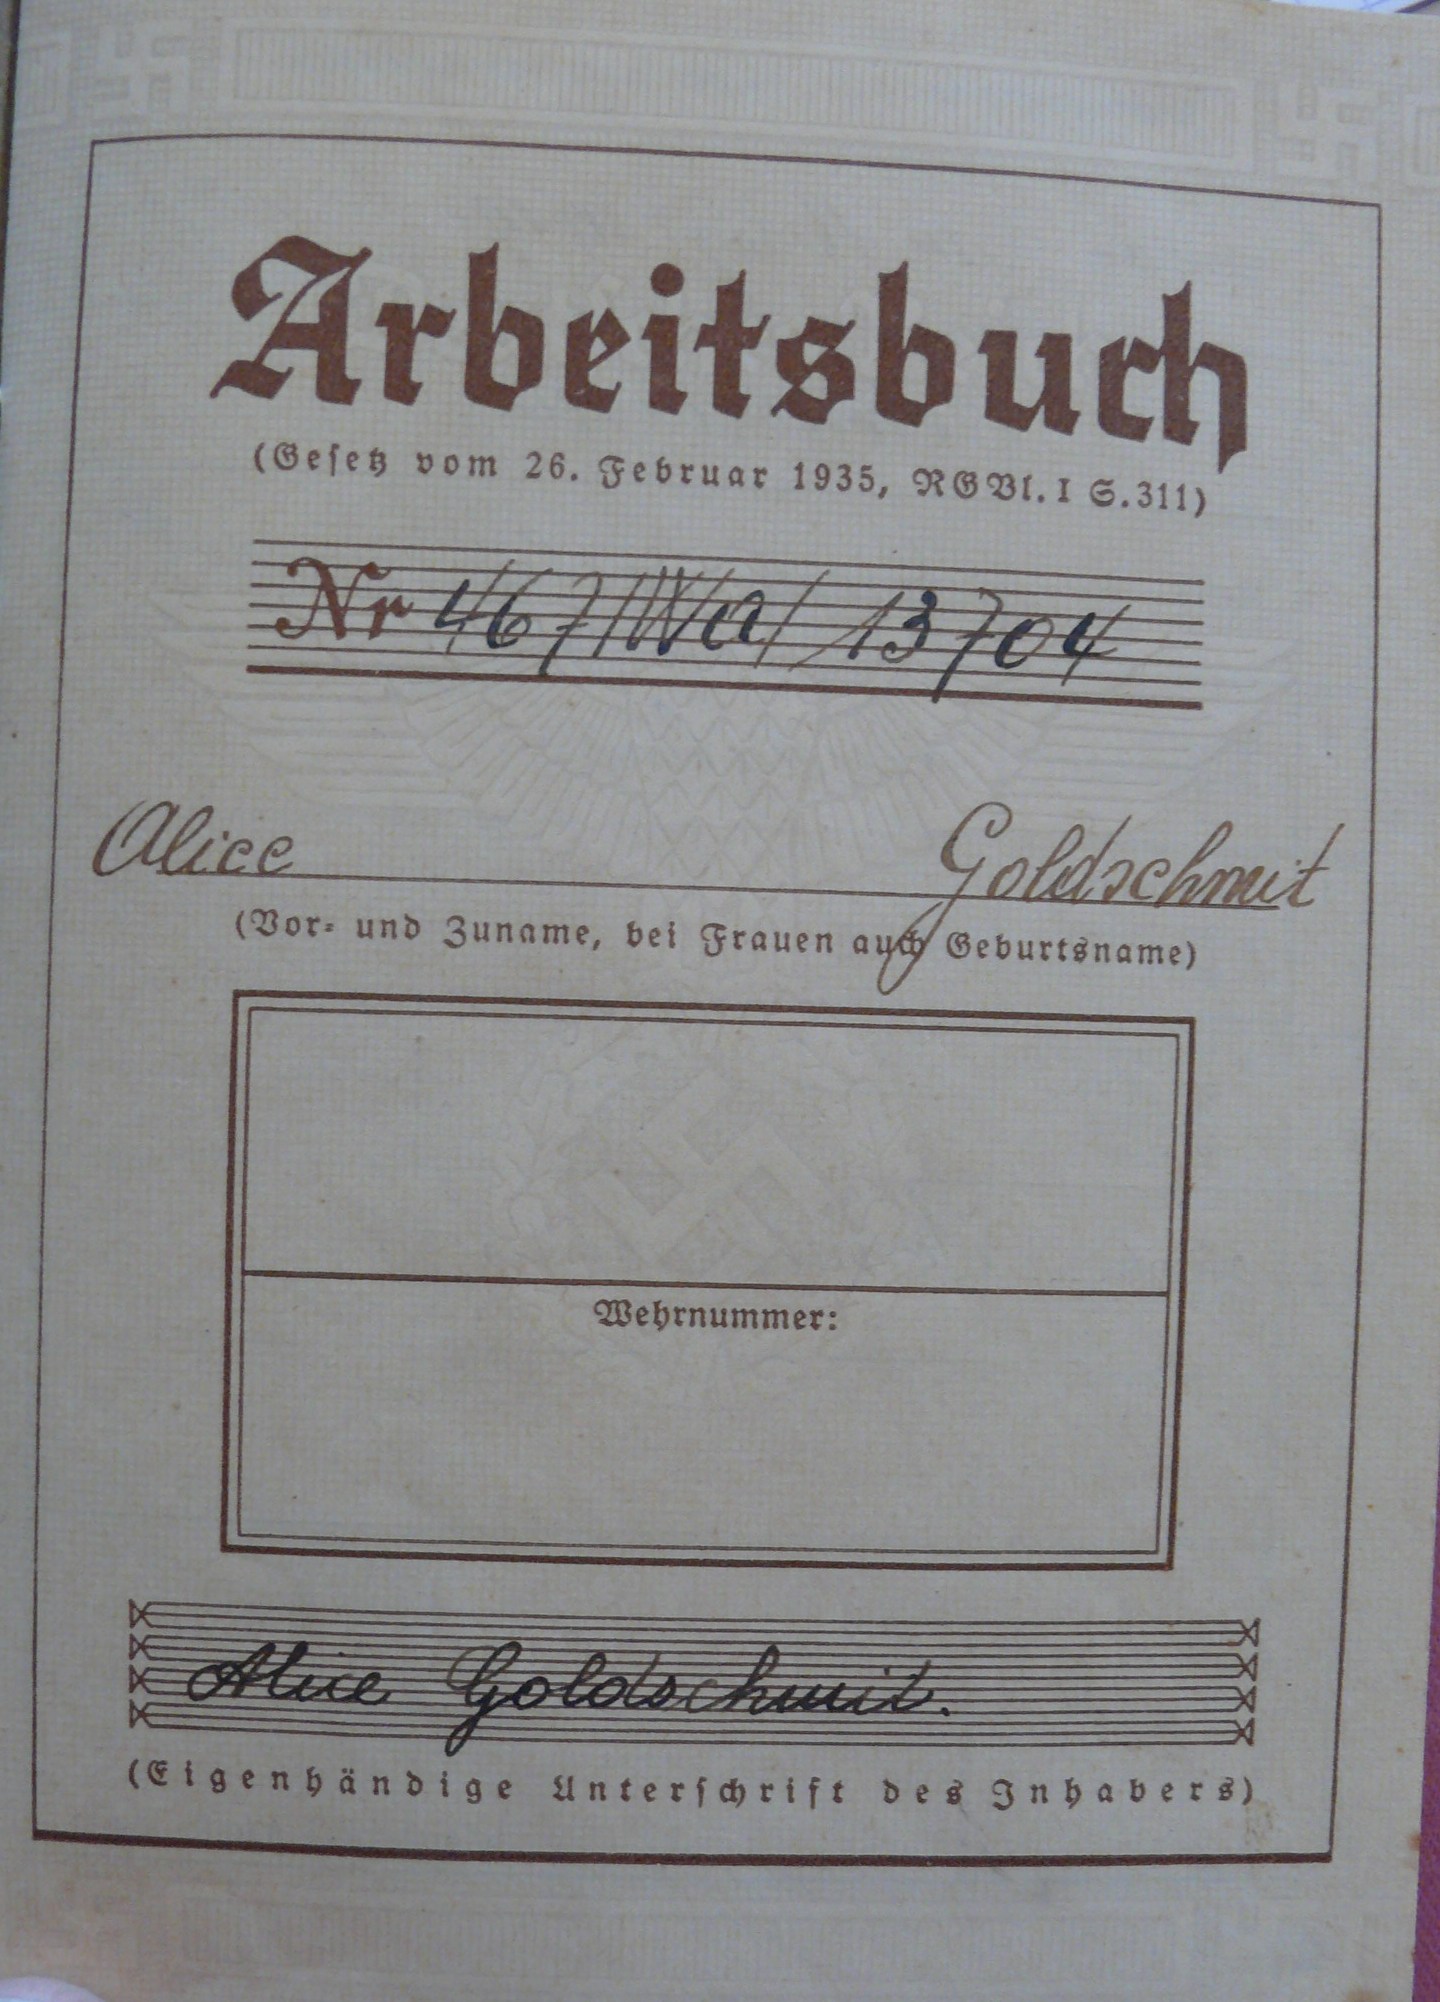 Arbeitsbuch
(Gesetz vom 26. Februar 1935, RGBl. I S. 311)
Nr 467/Wa/13704
Alice Goldschmit
(Vor- und Zuname, bei Frauen auch Geburtsname)
Wehrnummer:
Alice Goldschmit.
(Eigenhändige Unterschrift des Inhabers)